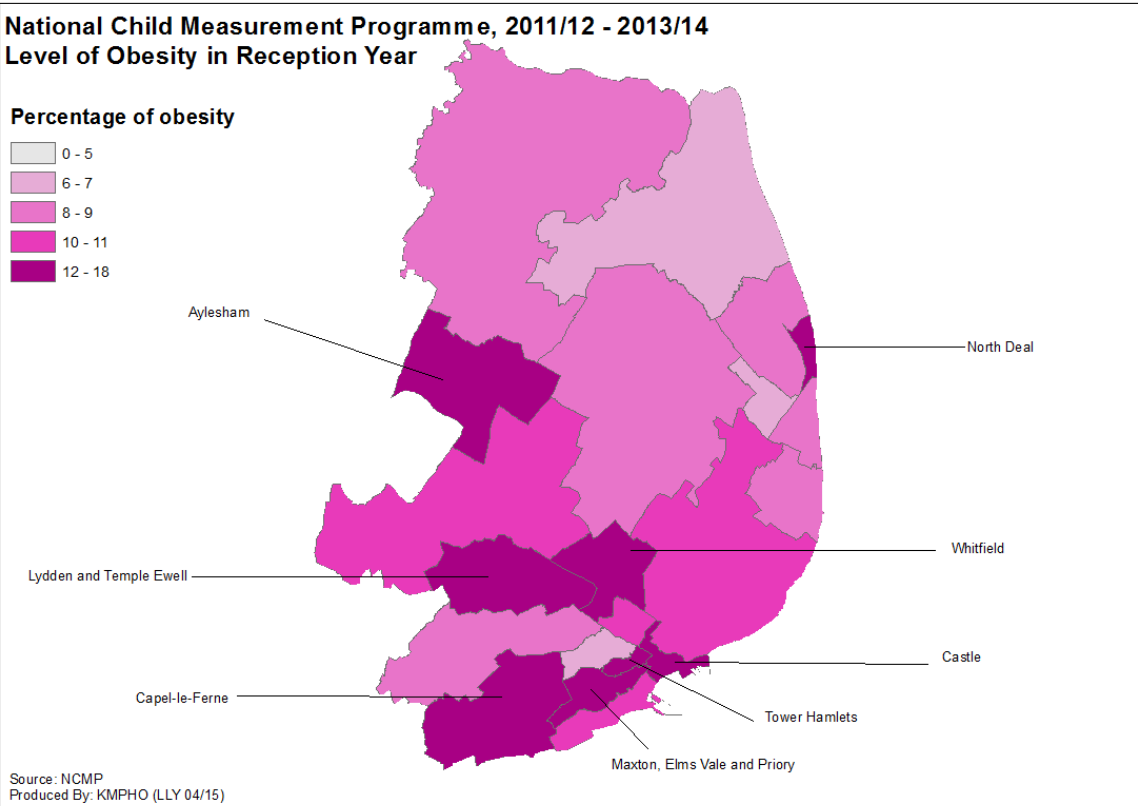 National Child Measurement Programme, 2011/12 - 2013/14
Level of Obesity in Reception Year
Percentage of obesity
0 - 5
6 - 7
8 - 9
10 - 11
12 - 18
Aylesham
North Deal
Whitfield
Lydden and Temple Ewell
Castle
Capel-le-Ferne
Tower Hamlets
Maxton, Elms Vale and Priory
Source: NCMP
Produced By: KMPHO (LLY 04/15)